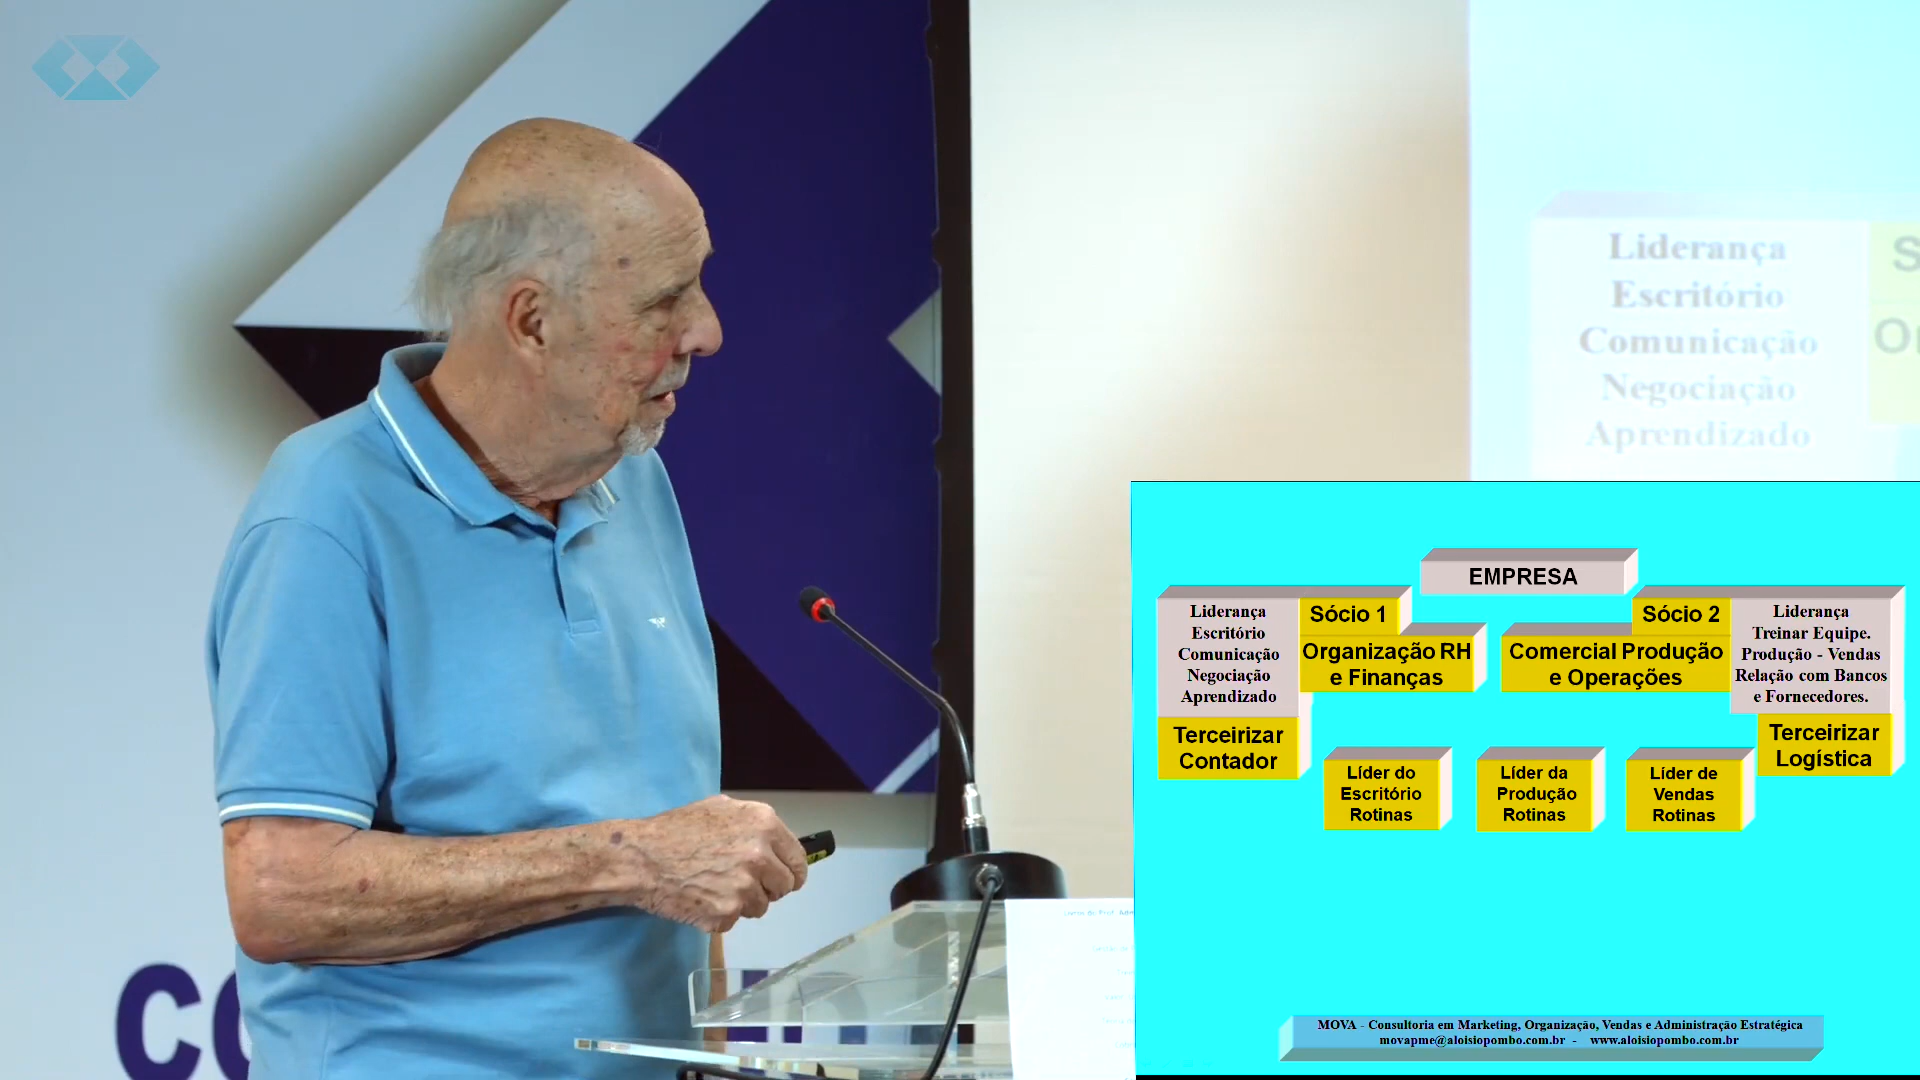 Liderança
Escritório
Comunicação
Negociação
Aprendizado
S
EMPRESA
Liderança
Escritório
Comunicação
Negociação
Aprendizado
Sócio 1
Organização RH
e Finanças
Terceirizar
Contador
Sócio 2
Comercial Produção
e Operações
Liderança
Treinar Equipe.
Produção - Vendas
Relação com Bancos
e Fornecedores.
Terceirizar
Logística
Líder do
Escritório
Rotinas
Líder da
Produção
Rotinas
Líder de
Vendas
Rotinas
MOVA - Consultoria em Marketing, Organização, Vendas e Administração Estratégica
movapme@aloisiopombo.com.br - www.aloisiopombo.com.br